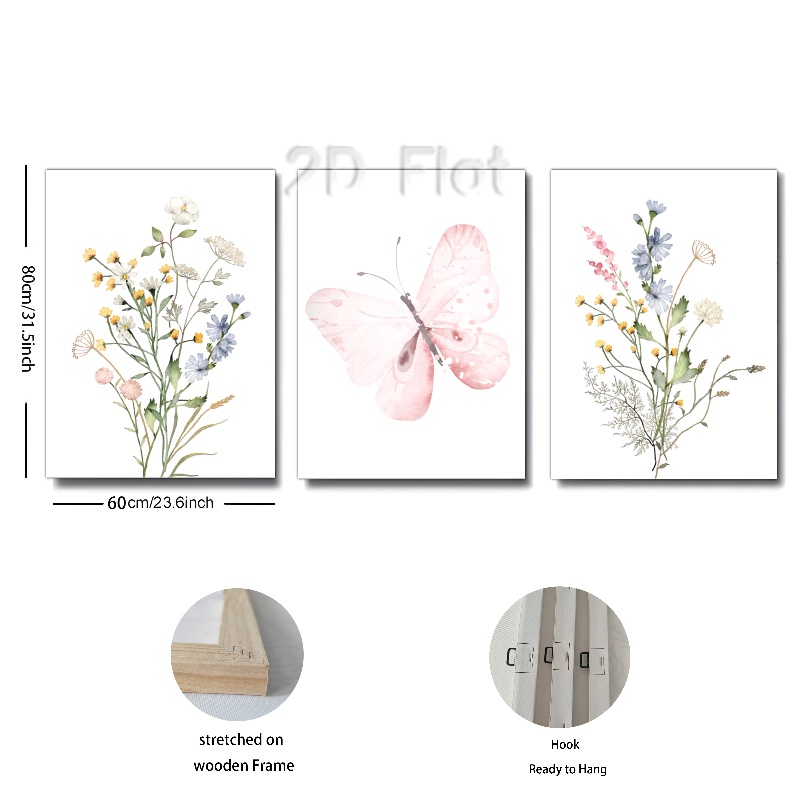 2D Flat
80cm/31.5inch
60cm/23.6inch
stretched on
wooden Frame
Hook
Ready to Hang